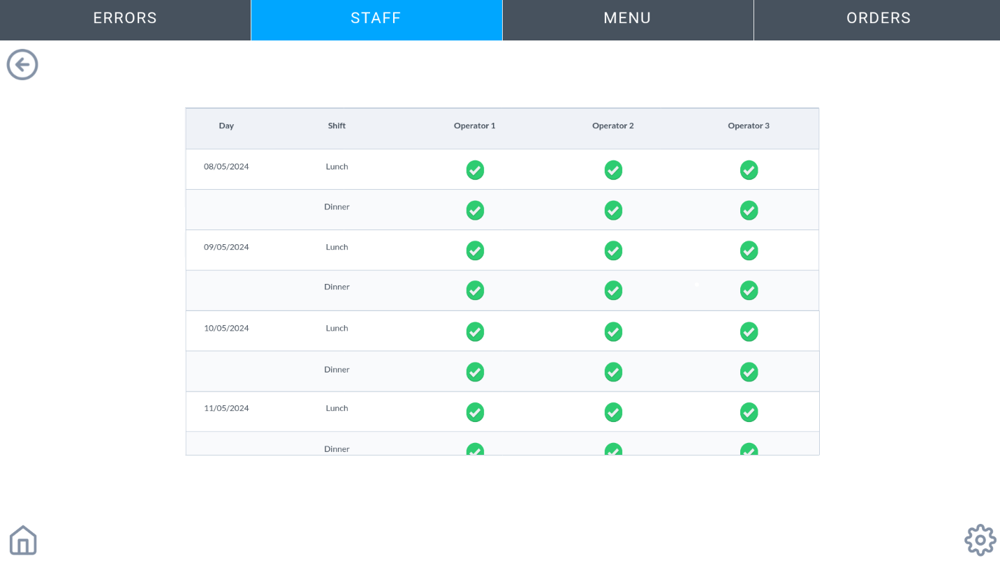 ERRORS STAFF MENU ORDERS
Day Shift Operator 1 Operator 2 Operator 3
08/05/2024 Lunch
Dinner
09/05/2024 Lunch
Dinner
10/05/2024 Lunch
Dinner
11/05/2024 Lunch
Dinner